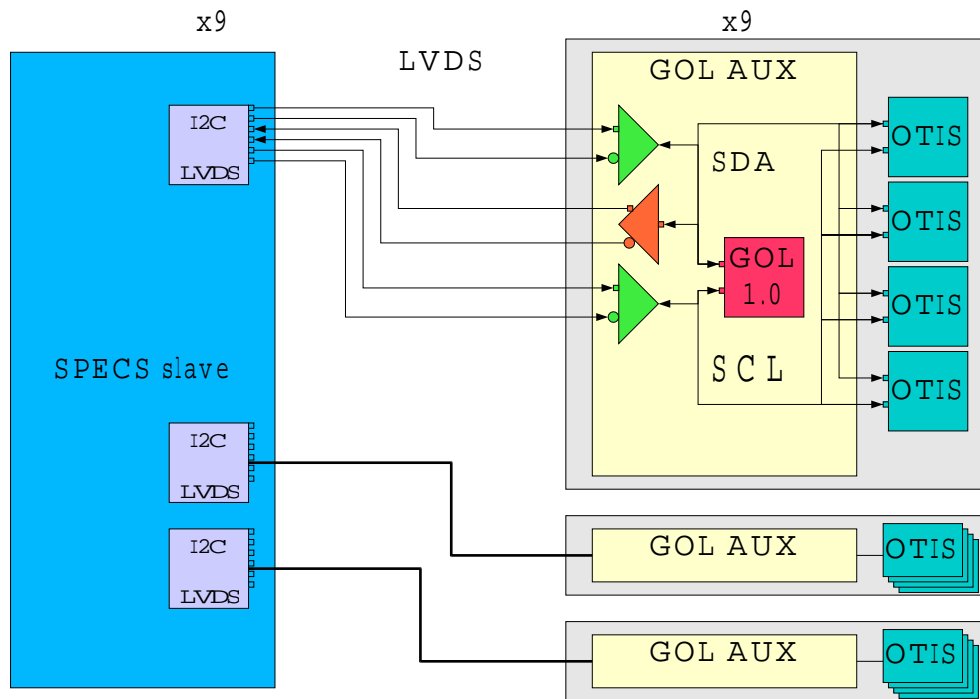 x9
x9
LVDS
GOL AUX
I2C
LVDS
OTIS
SDA
OTIS
GOL
1.0
OTIS
SPECS slave
SCL
OTIS
I2C
LVDS
I2C
LVDS
GOL AUX
OTIS
GOL AUX
OTIS